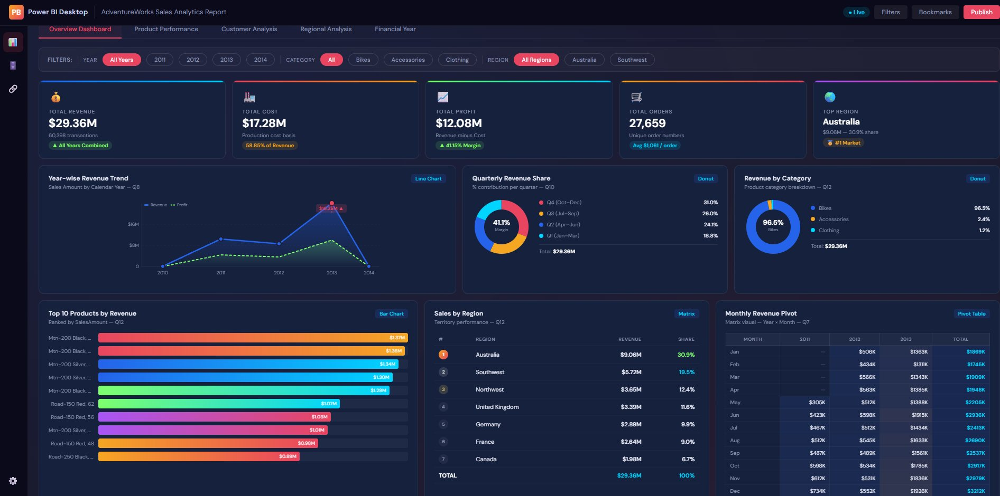 PB Power BI Desktop AdventureWorks Sales Analytics Report
Live Filters Bookmarks Publish
Overview Dashboard Product Performance Customer Analysis Regional Analysis Financial Year
FILTERS: YEAR All Years 2011 2012 2013 2014 CATEGORY All Bikes Accessories Clothing REGION All Regions Australia Southwest
TOTAL REVENUE
$29.36M
60,398 transactions
▲ All Years Combined
TOTAL COST
$17.28M
Production cost basis
58.85% of Revenue
TOTAL PROFIT
$12.08M
Revenue minus Cost
▲ 41.15% Margin
TOTAL ORDERS
27,659
Unique order numbers
Avg $1,061 / order
TOP REGION
Australia
$9.06M — 30.9% share
#1 Market
Year-wise Revenue Trend
Line Chart
Sales Amount by Calendar Year — Q8
Revenue Profit
▲
$16M
$8M
0
2010 2011 2012 2013 2014
Quarterly Revenue Share
Donut
% contribution per quarter — Q10
41.1%
Margin
Q4 (Oct–Dec) 31.0%
Q3 (Jul–Sep) 26.0%
Q2 (Apr–Jun) 24.1%
Q1 (Jan–Mar) 18.8%
Total: $29.36M
Revenue by Category
Donut
Product category breakdown — Q12
96.5%
Bikes
Bikes 96.5%
Accessories 2.4%
Clothing 1.2%
Total: $29.36M
Top 10 Products by Revenue
Bar Chart
Ranked by SalesAmount — Q12
Mtn-200 Black, ... $1.37M
Mtn-200 Black, ... $1.36M
Mtn-200 Silver, ... $1.34M
Mtn-200 Silver, ... $1.30M
Mtn-200 Black, ... $1.29M
Road-150 Red, 62 $1.07M
Road-150 Red, 56 $1.03M
Mtn-200 Silver, ... $1.01M
Road-150 Red, 48 $0.98M
Road-250 Black, ... $0.89M
Sales by Region
Matrix
Territory performance — Q12
# REGION REVENUE SHARE
1 Australia $9.06M 30.9%
2 Southwest $5.72M 19.5%
3 Northwest $3.65M 12.4%
4 United Kingdom $3.39M 11.6%
5 Germany $2.89M 9.9%
6 France $2.64M 9.0%
7 Canada $1.98M 6.7%
TOTAL $29.36M 100%
Monthly Revenue Pivot
Pivot Table
Matrix visual — Year × Month — Q7
MONTH 2011 2012 2013 TOTAL
Jan — $506K $1363K $1869K
Feb — $434K $1311K $1745K
Mar — $566K $1343K $1909K
Apr — $563K $1385K $1948K
May $305K $512K $1388K $2205K
Jun $423K $598K $1915K $2936K
Jul $467K $512K $1434K $2413K
Aug $512K $545K $1633K $2690K
Sep $487K $489K $1561K $2537K
Oct $598K $534K $1785K $2917K
Nov $612K $531K $1836K $2979K
Dec $734K $552K $1926K $3212K